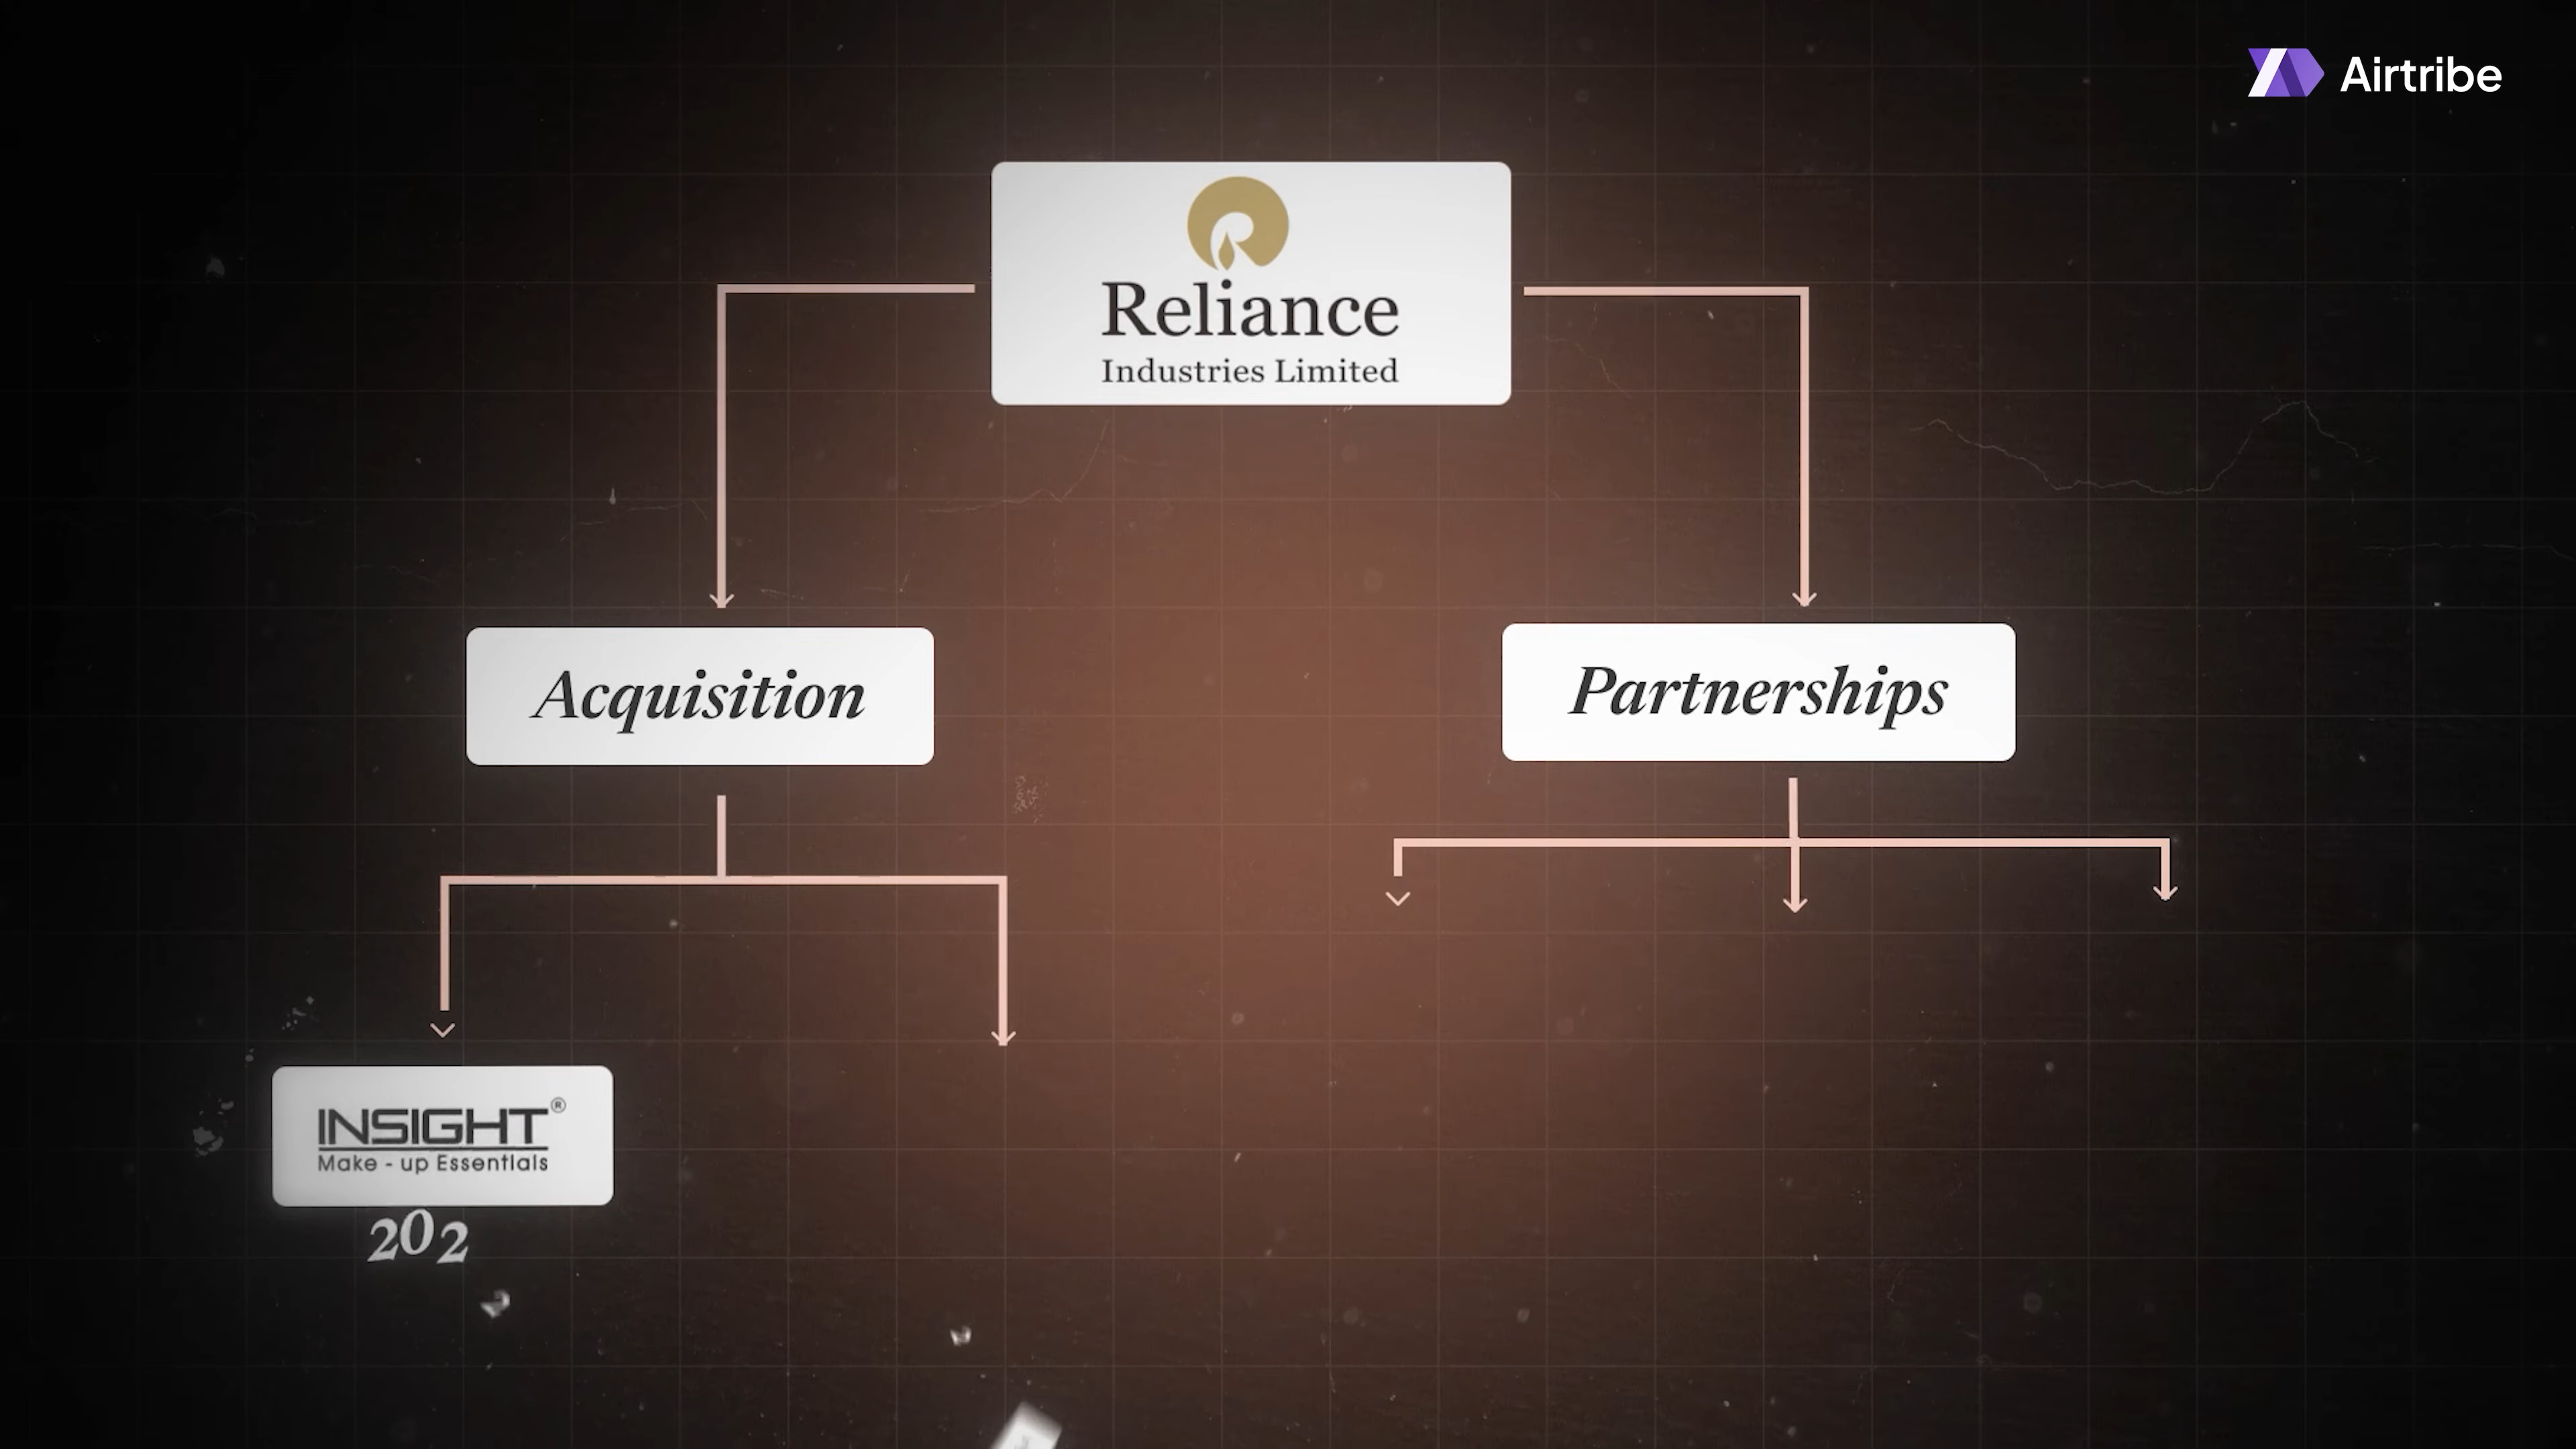 Airtribe
Reliance
Industries Limited
Acquisition
Partnerships
INSIGHT®
Make - up Essentials
202